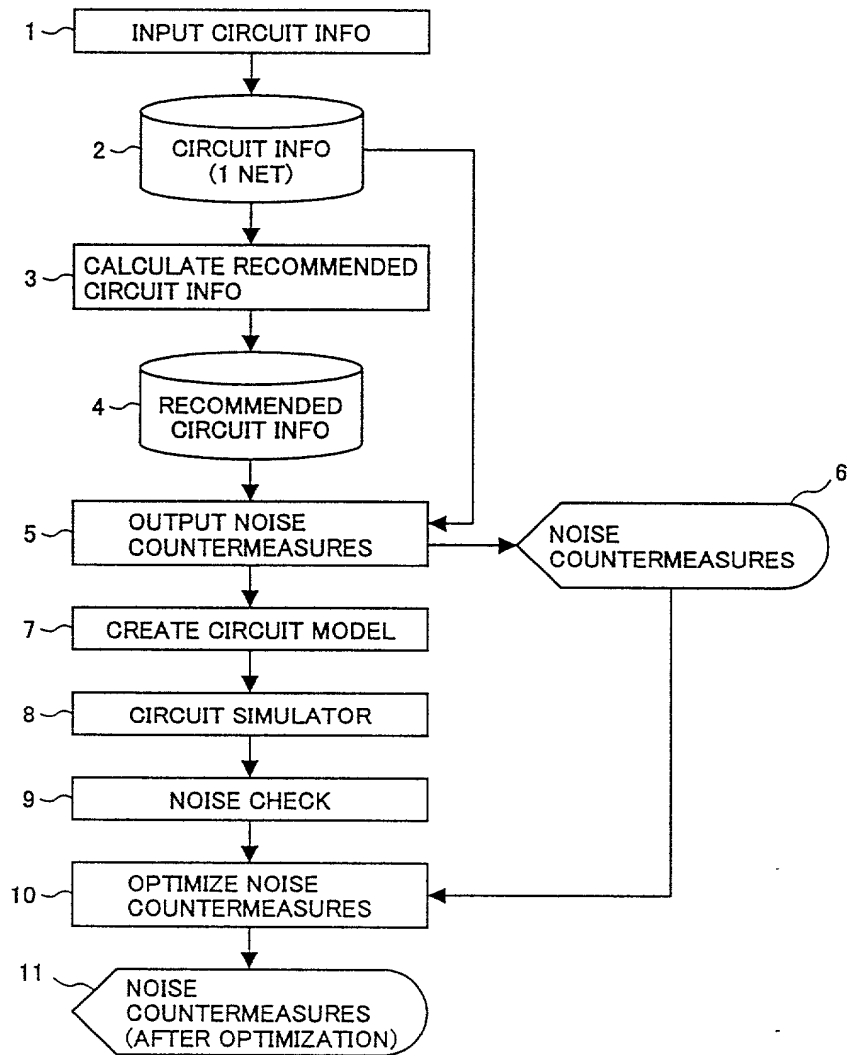 1
INPUT CIRCUIT INFO
2
CIRCUIT INFO
(1 NET)
3
CALCULATE RECOMMENDED
CIRCUIT INFO
4
RECOMMENDED
CIRCUIT INFO
5
OUTPUT NOISE
COUNTERMEASURES
6
NOISE
COUNTERMEASURES
7
CREATE CIRCUIT MODEL
8
CIRCUIT SIMULATOR
9
NOISE CHECK
10
OPTIMIZE NOISE
COUNTERMEASURES
11
NOISE
COUNTERMEASURES
(AFTER OPTIMIZATION)